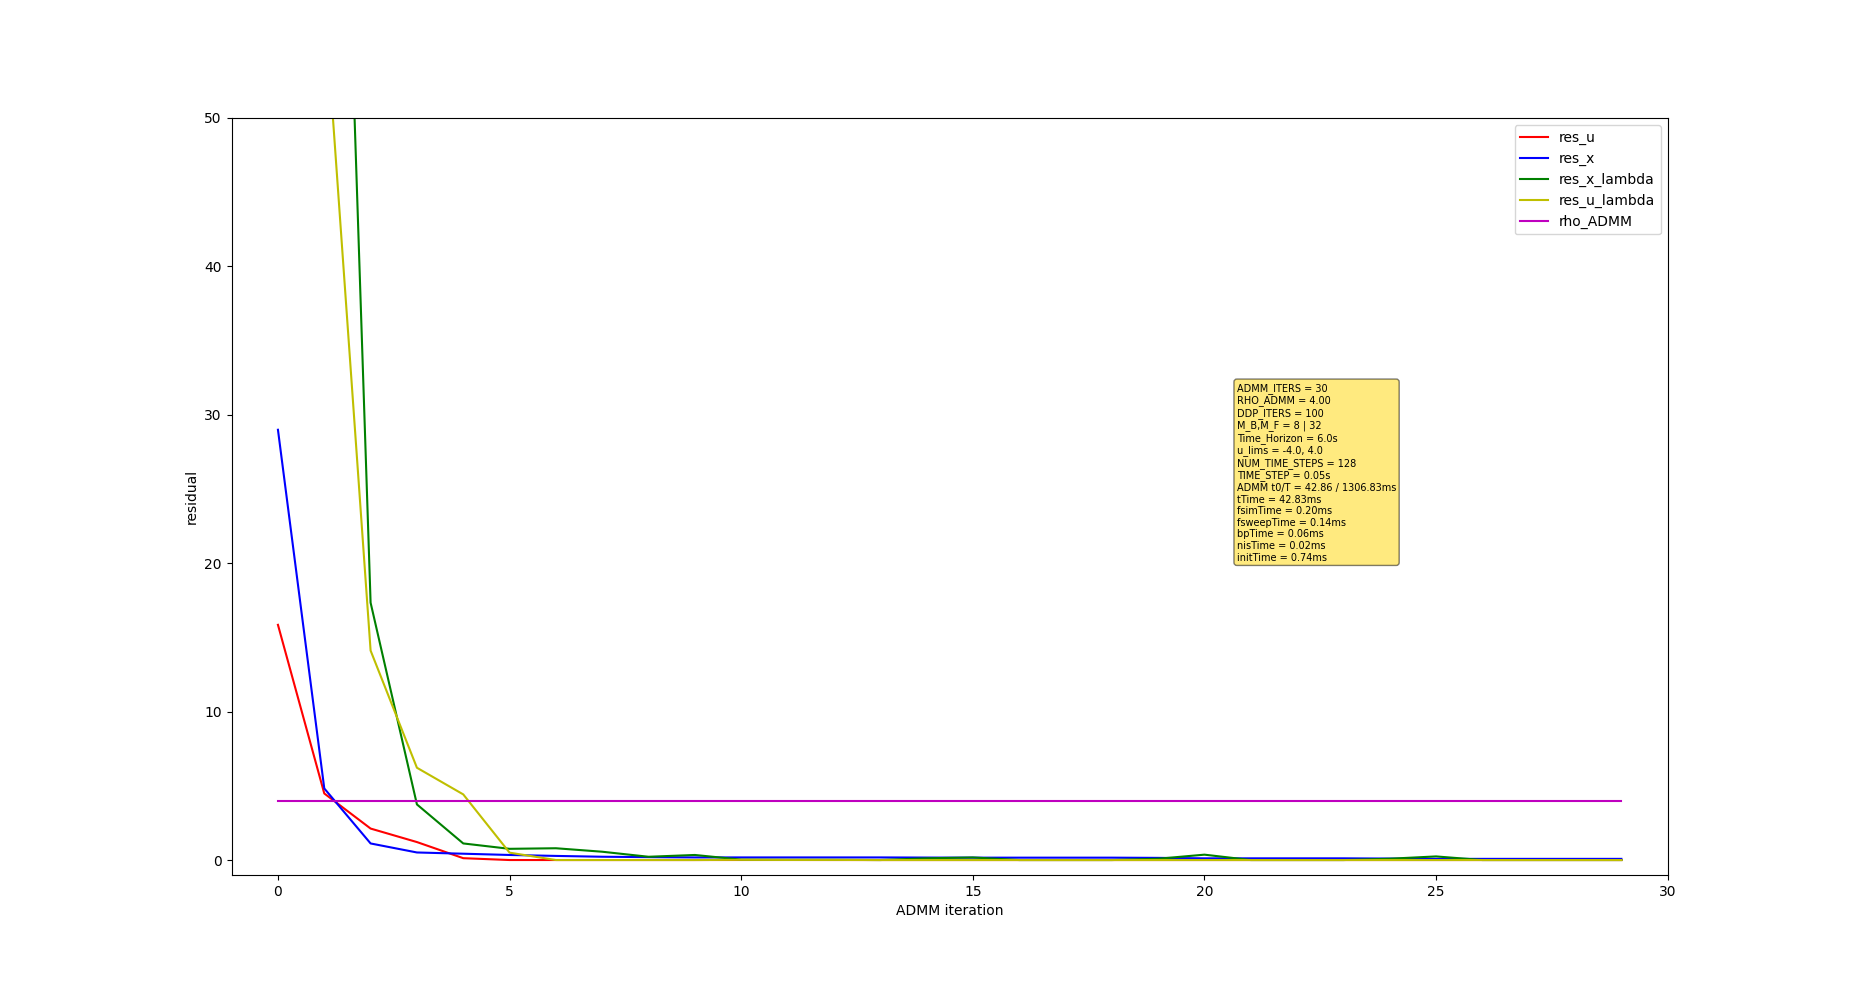 50
40
30
20
10
0
residual
0
5
10
15
20
25
30
ADMM iteration
res_u
res_x
res_x_lambda
res_u_lambda
rho_ADMM
ADMM_ITERS = 30
RHO_ADMM = 4.00
DDP_ITERS = 100
M_B,M_F = 8 | 32
Time_Horizon = 6.0s
u_lims = -4.0, 4.0
NUM_TIME_STEPS = 128
TIME_STEP = 0.05s
ADMM t0/T = 42.86 / 1306.83ms
tTime = 42.83ms
fsimTime = 0.20ms
fsweepTime = 0.14ms
bpTime = 0.06ms
nisTime = 0.02ms
initTime = 0.74ms